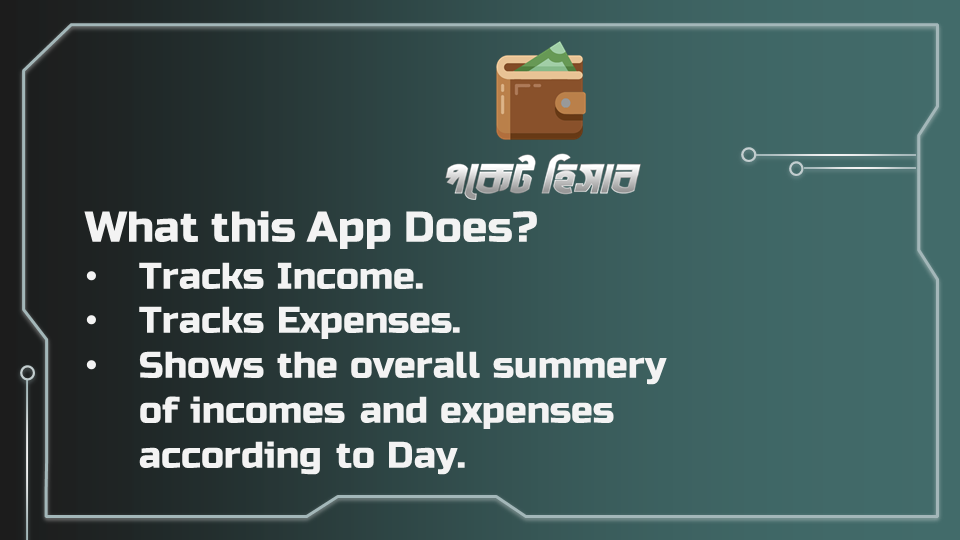 পকেট হিসাব
What this App Does?
• Tracks Income.
• Tracks Expenses.
• Shows the overall summery
of incomes and expenses
according to Day.